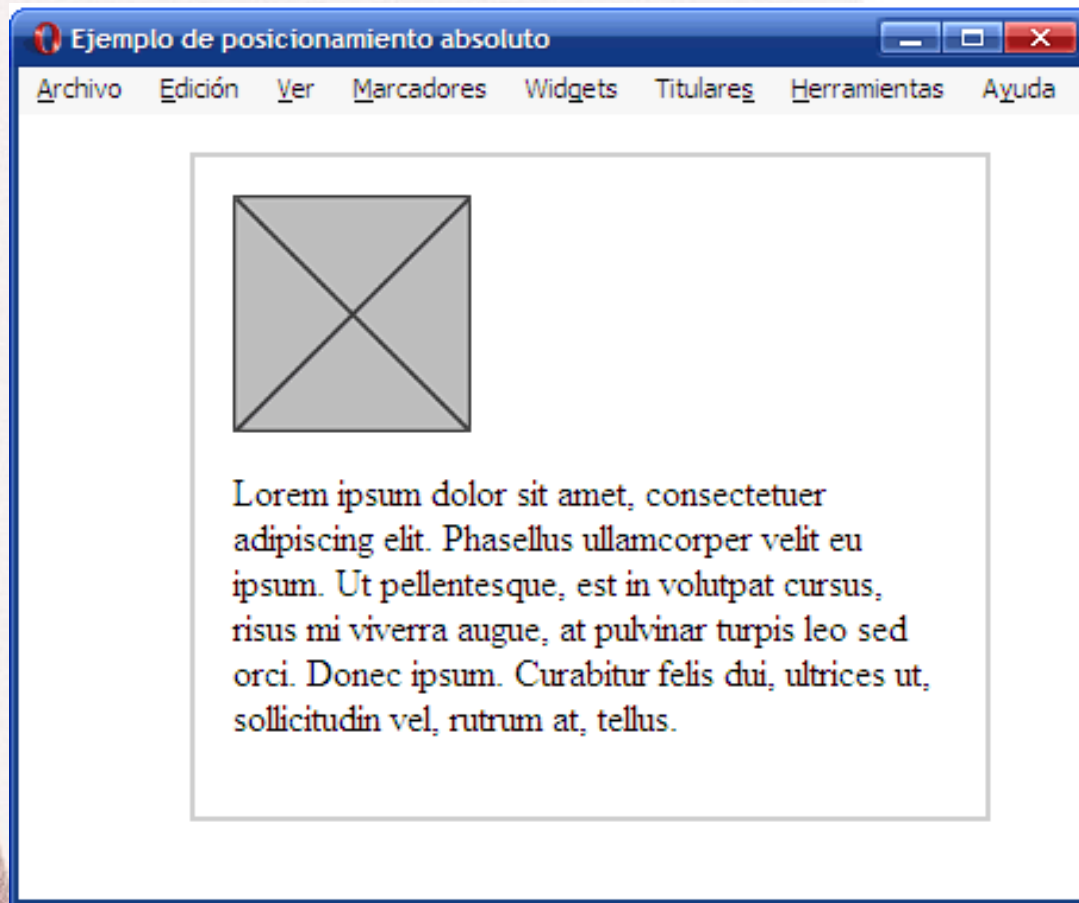 Ejemplo de posicionamiento absoluto
Archivo Edición Ver Marcadores Widgets Titulares Herramientas Ayuda
Lorem ipsum dolor sit amet, consectetuer
adipiscing elit. Phasellus ullamcorper velit eu
ipsum. Ut pellentesque, est in volutpat cursus,
risus mi viverra augue, at pulvinar turpis leo sed
orci. Donec ipsum. Curabitur felis dui, ultrices ut,
sollicitudin vel, rutrum at, tellus.